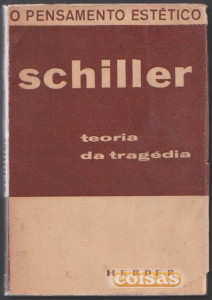 O PENSAMENTO ESTÉTICO
schiller
teoria
da tragédia
HERDER
coisas